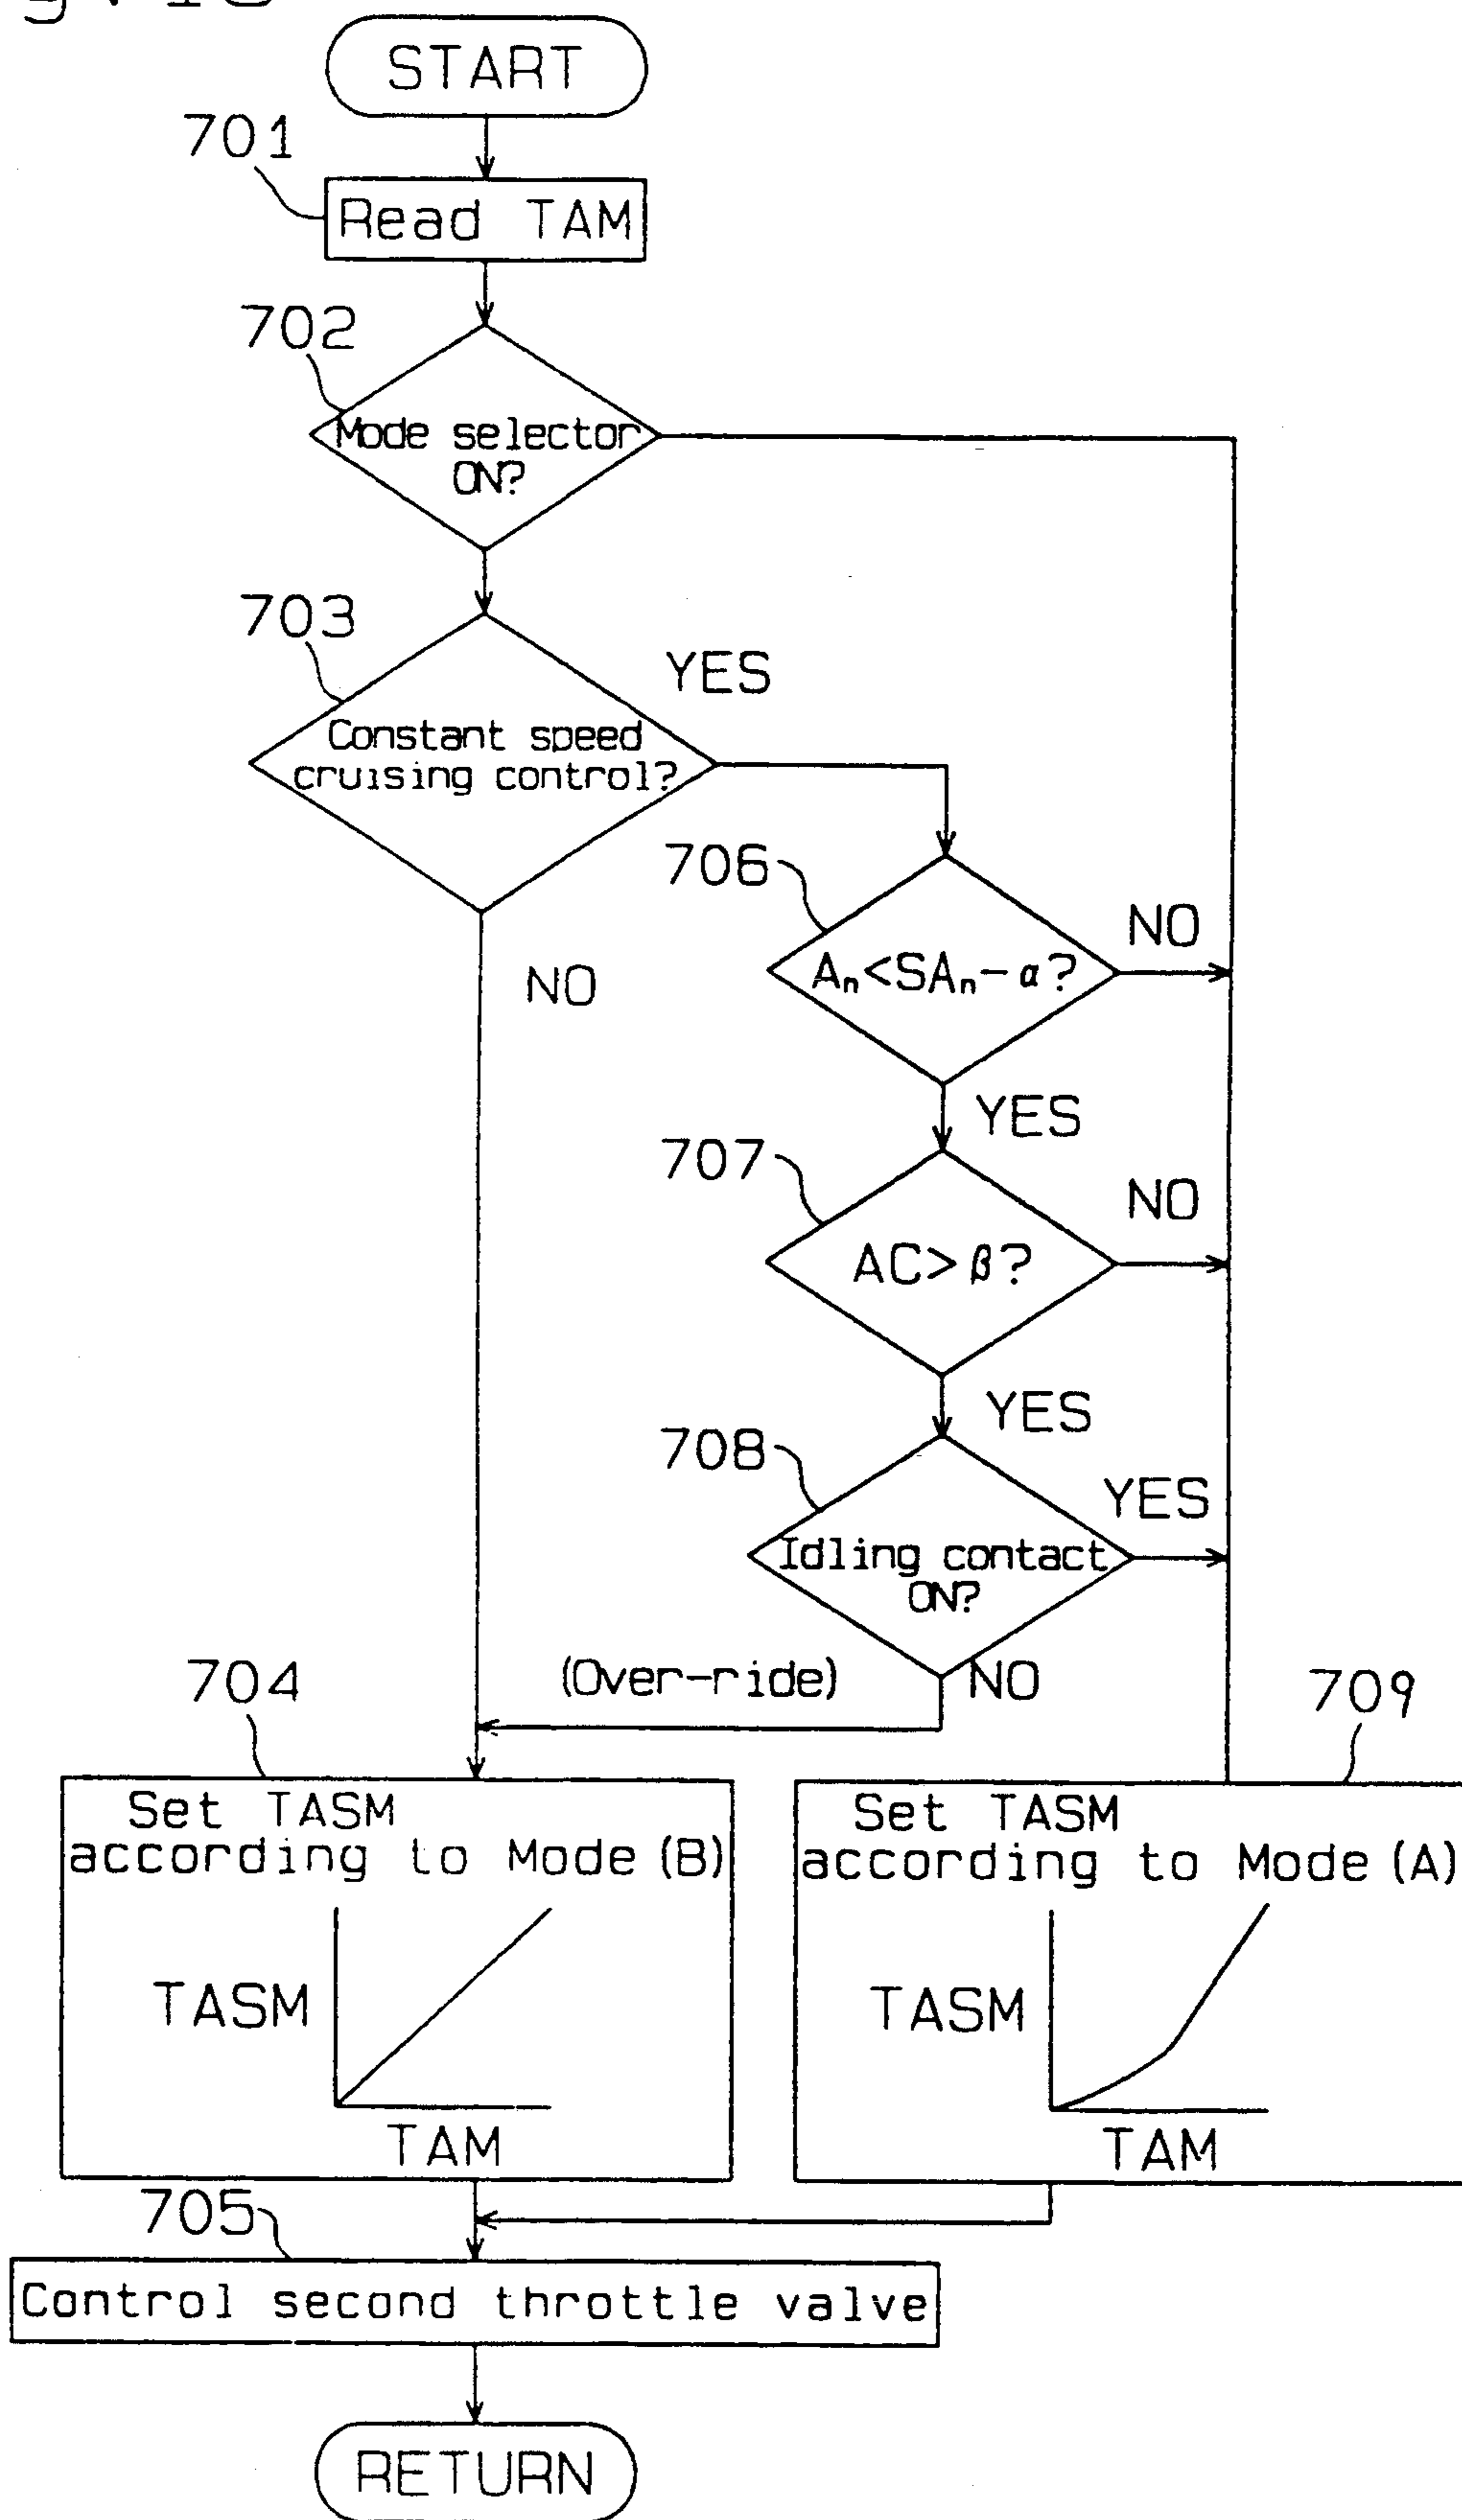 START
701
Read TAM
702
Mode selector
ON?
703
YES
Constant speed
cruising control?
706
NO
Aₙ<SAₙ-α?
NO
YES
707
NO
AC>β?
YES
708
YES
Idling contact
ON?
(Over-ride)
NO
704
709
Set TASM
according to Mode (B)
TASM
TAM
Set TASM
according to Mode (A)
TASM
TAM
705
Control second throttle valve
RETURN